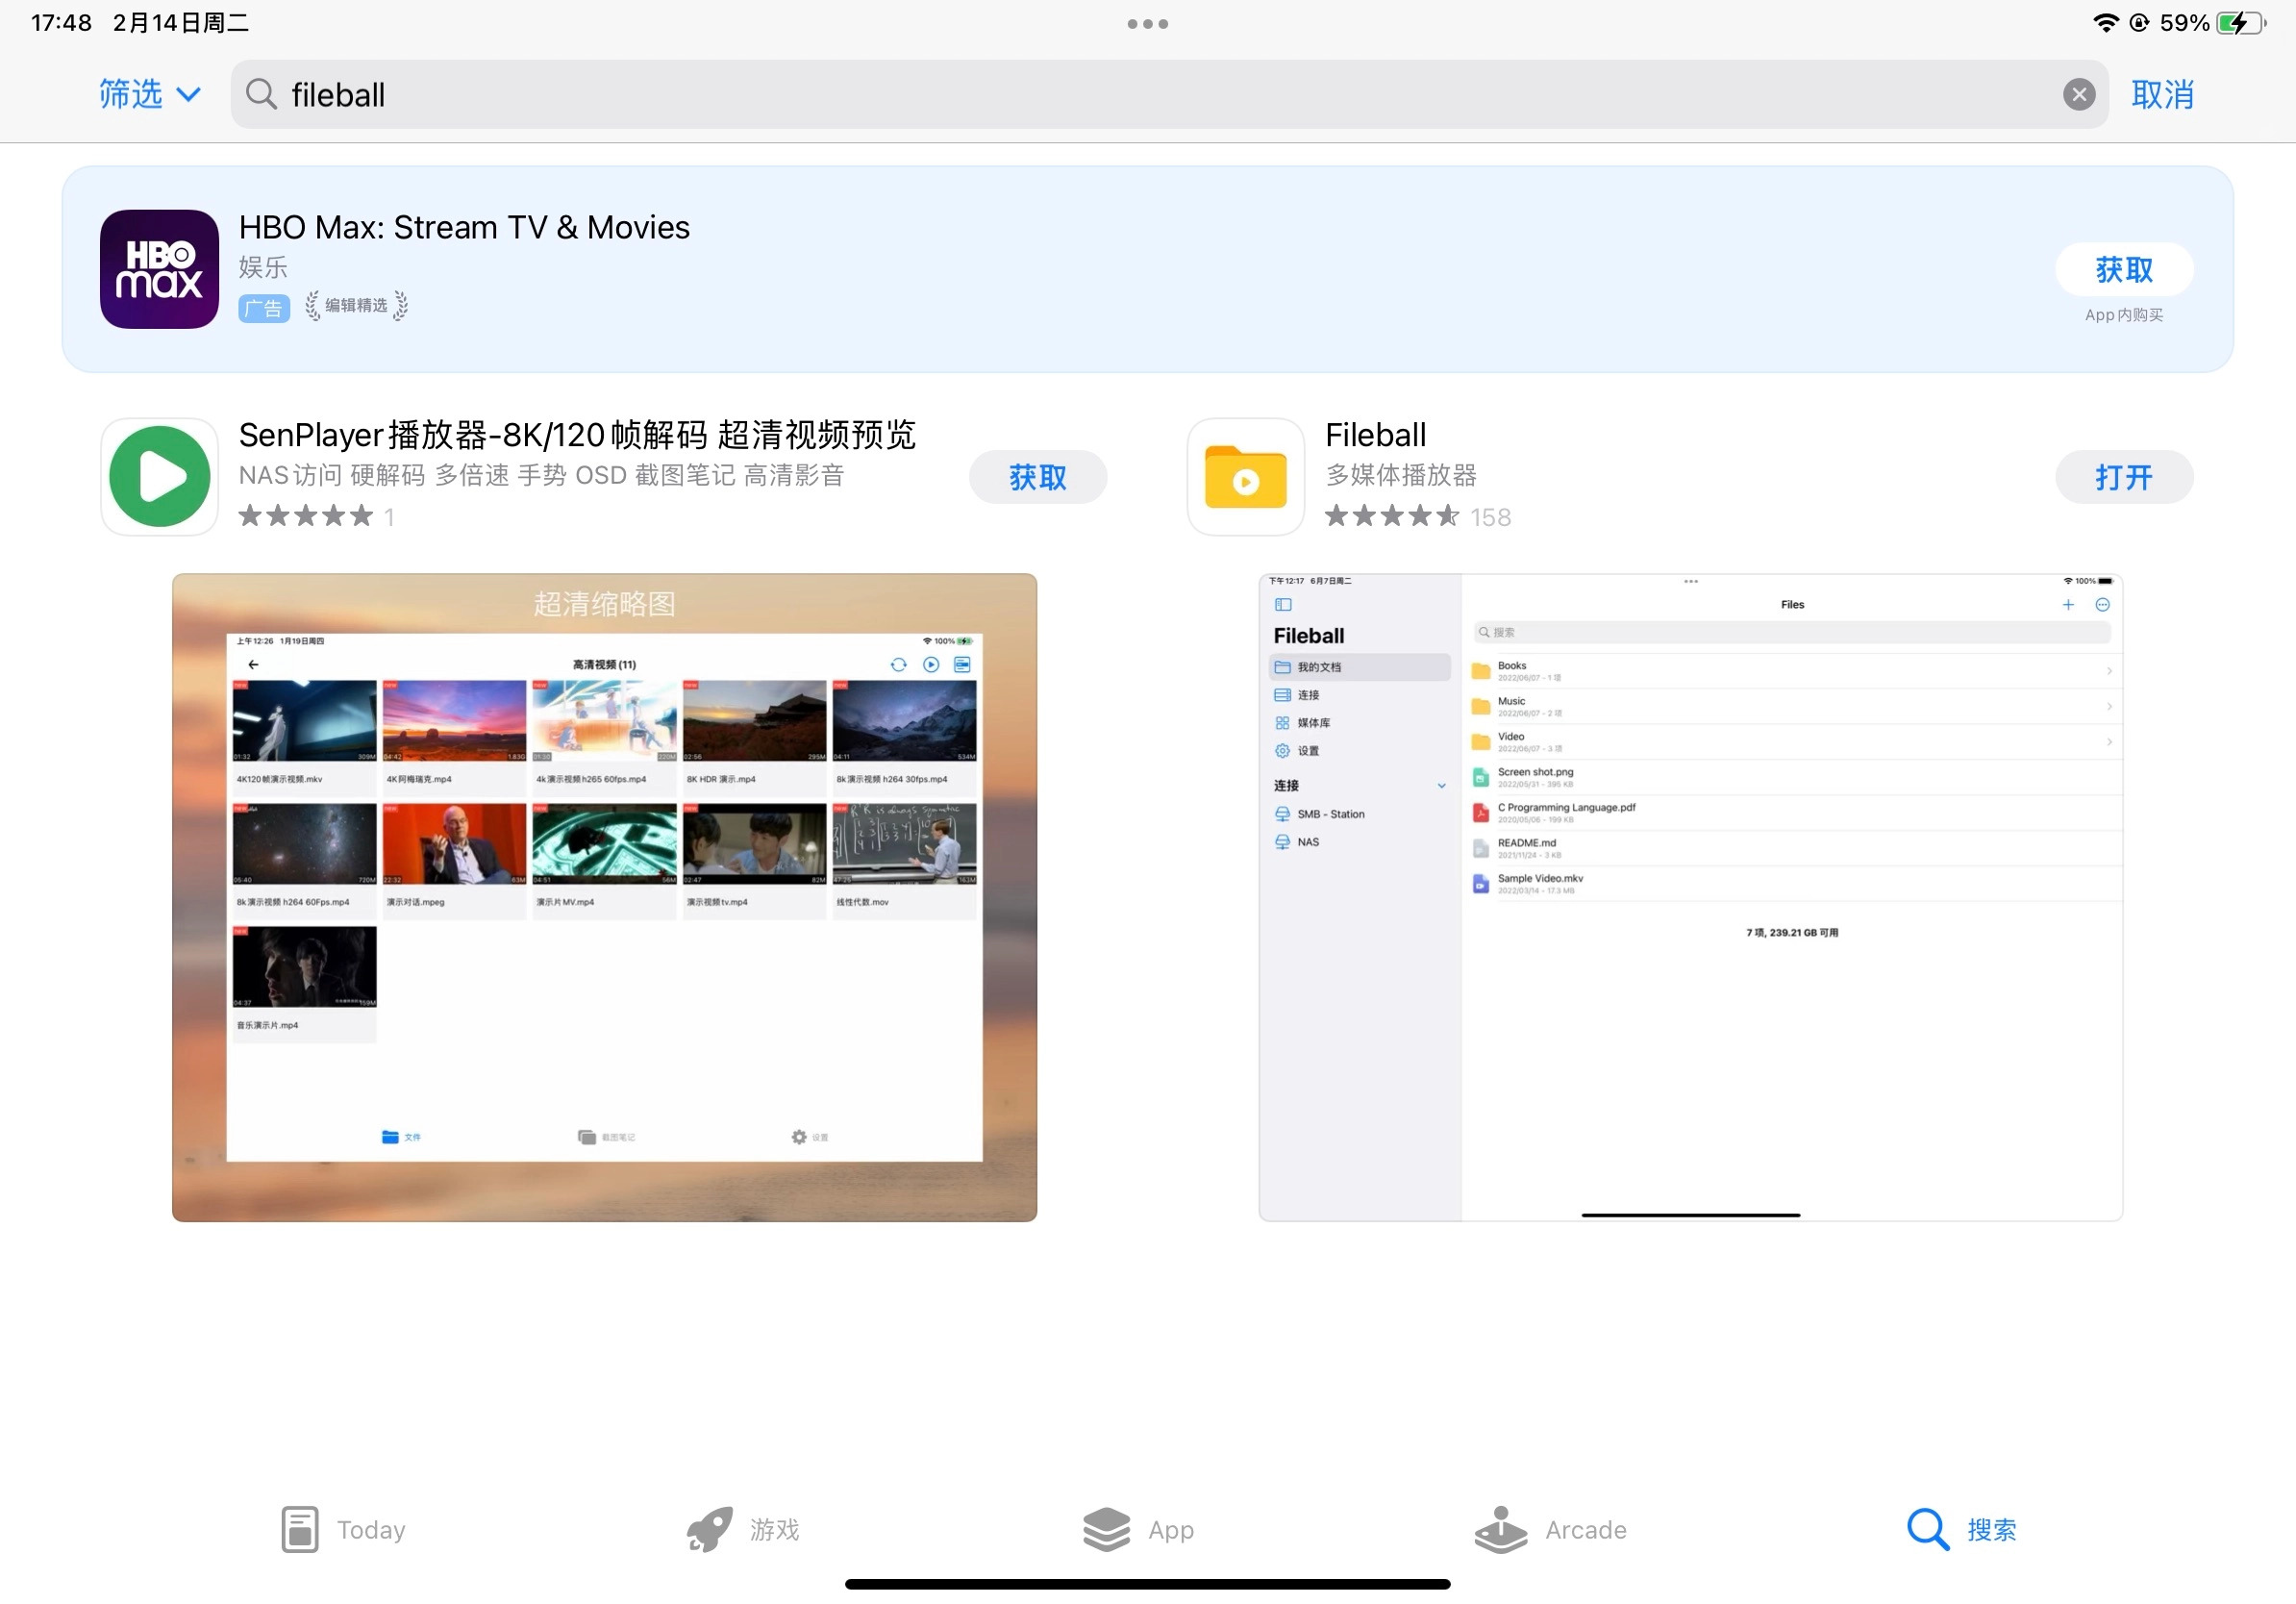 17:48 2月14日周二
59%
筛选
fileball
取消
HBO max
HBO Max: Stream TV & Movies
娱乐
广告 编辑精选
获取
App内购买
SenPlayer播放器-8K/120帧解码 超清视频预览
NAS访问 硬解码 多倍速 手势 OSD 截图笔记 高清影音
1
获取
Fileball
多媒体播放器
158
打开
超清缩略图
上午12:26 1月19日周四
100%
高清视频 (11)
4K120帧演示视频.mkv
4K阿梅瑞克.mp4
4k演示视频h265 60fps.mp4
8K HDR 演示.mp4
8k演示视频 h264 30fps.mp4
8k演示视频 h264 60Fps.mp4
演示对话.mpeg
演示片MV.mp4
演示视频tv.mp4
线性代数.mov
音乐演示片.mp4
文件
截图笔记
设置
下午12:17 6月7日周二
100%
Files
Fileball
搜索
我的文档
连接
媒体库
设置
连接
SMB - Station
NAS
Books
2022/06/07 - 1 项
Music
2022/06/07 - 2 项
Video
2022/06/07 - 3 项
Screen shot.png
2022/05/31 - 395 KB
C Programming Language.pdf
2020/05/06 - 199 KB
README.md
2021/11/24 - 3 KB
Sample Video.mkv
2022/03/14 - 17.3 MB
7 项, 239.21 GB 可用
Today
游戏
App
Arcade
搜索